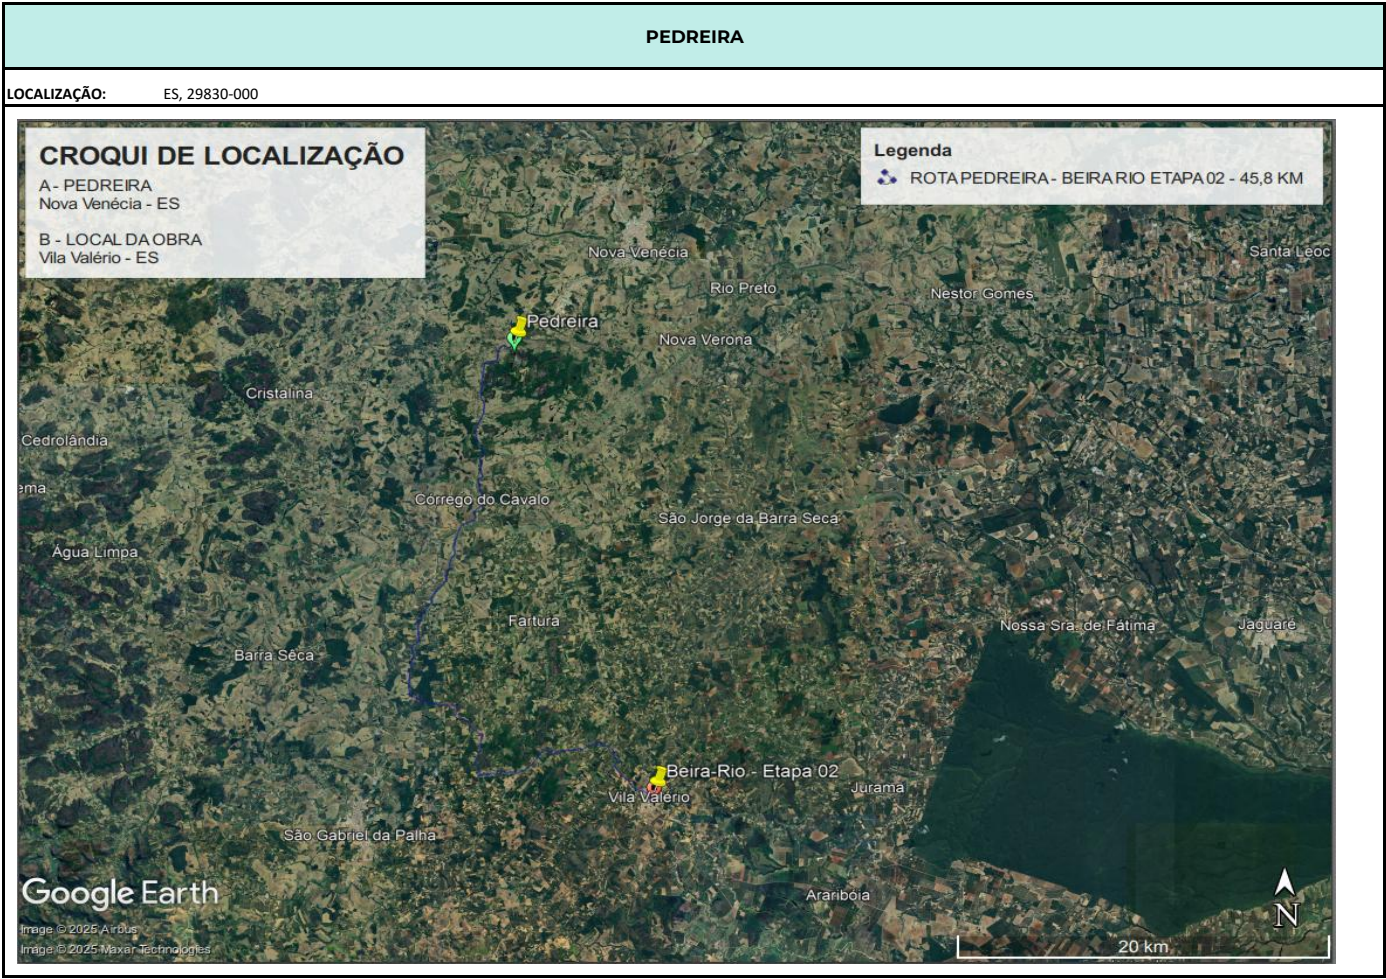 PEDREIRA
LOCALIZAÇÃO: ES, 29830-000
CROQUI DE LOCALIZAÇÃO
A - PEDREIRA
Nova Venécia - ES
B - LOCAL DA OBRA
Vila Valério - ES
Legenda
ROTA PEDREIRA - BEIRA RIO ETAPA 02 - 45,8 KM
Nova Venécia
Santa Leoc
Rio Preto
Nestor Gomes
Pedreira
Nova Verona
Cristalina
Cedrolândia
ema
Córrego do Cavalo
São Jorge da Barra Seca
Água Limpa
Fartura
Nossa Sra. de Fátima
Jaguaré
Barra Sêca
Beira-Rio - Etapa 02
Vila Valério
Jurama
São Gabriel da Palha
Araribóia
Google Earth
Image © 2025 Airbus
Image © 2025 Maxar Technologies
N
20 km